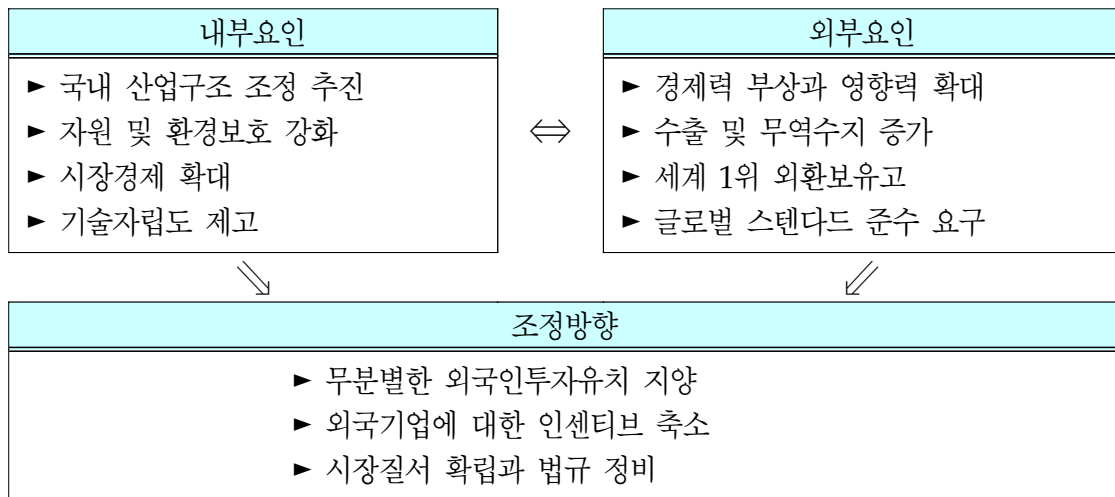 내부요인
► 국내 산업구조 조정 추진
► 자원 및 환경보호 강화
► 시장경제 확대
► 기술자립도 제고
⇔
외부요인
► 경제력 부상과 영향력 확대
► 수출 및 무역수지 증가
► 세계 1위 외환보유고
► 글로벌 스텐다드 준수 요구
조정방향
► 무분별한 외국인투자유치 지양
► 외국기업에 대한 인센티브 축소
► 시장질서 확립과 법규 정비